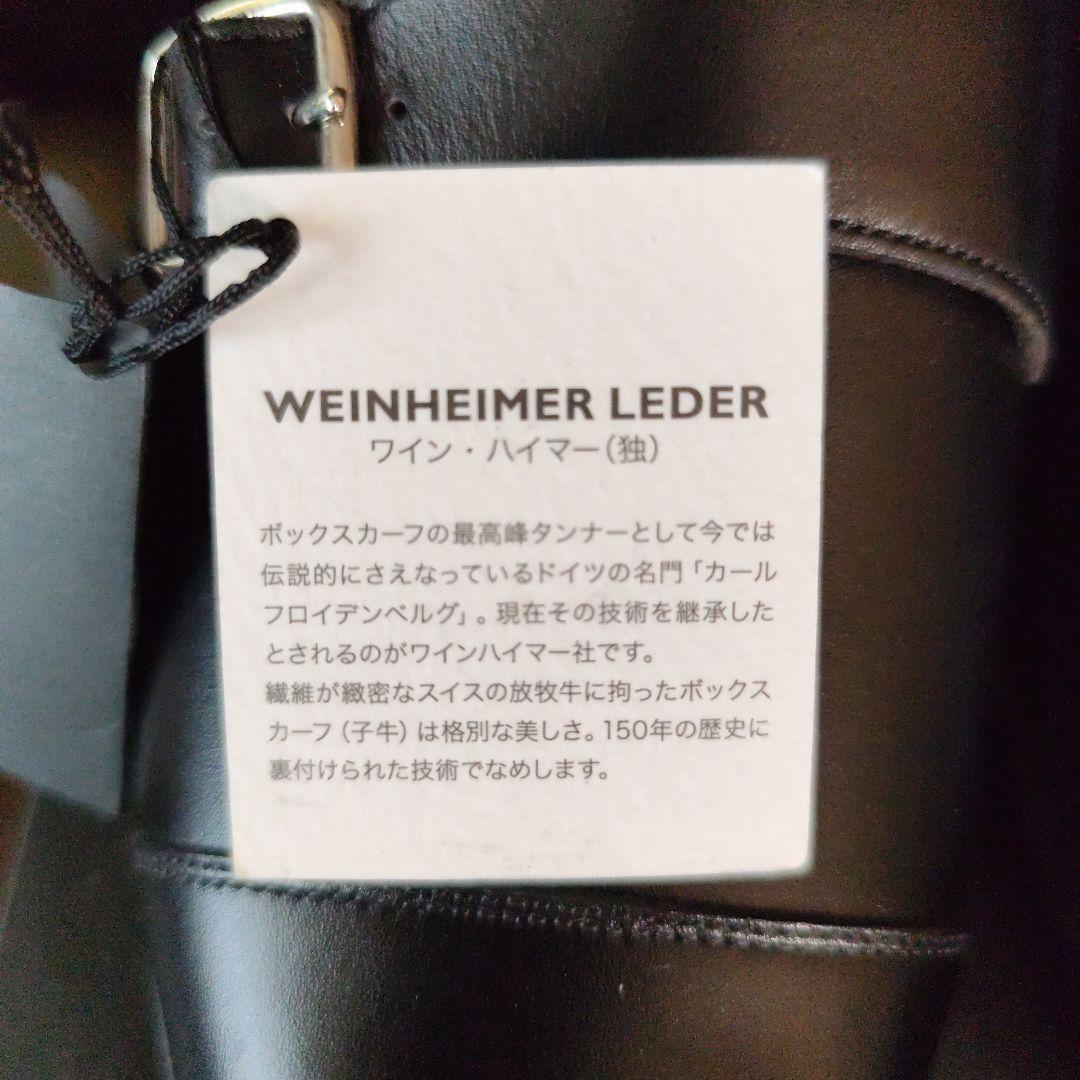 WEINHEIMER LEDER
ワイン・ハイマー(独)
ボックスカーフの最高峰タンナーとして今では
伝説的にさえなっているドイツの名門「カール
フロイデンベルグ」。現在その技術を継承した
とされるのがワインハイマー社です。
繊維が緻密なスイスの放牧牛に拘ったボックス
カーフ(子牛)は格別な美しさ。150年の歴史に
裏付けられた技術でなめします。